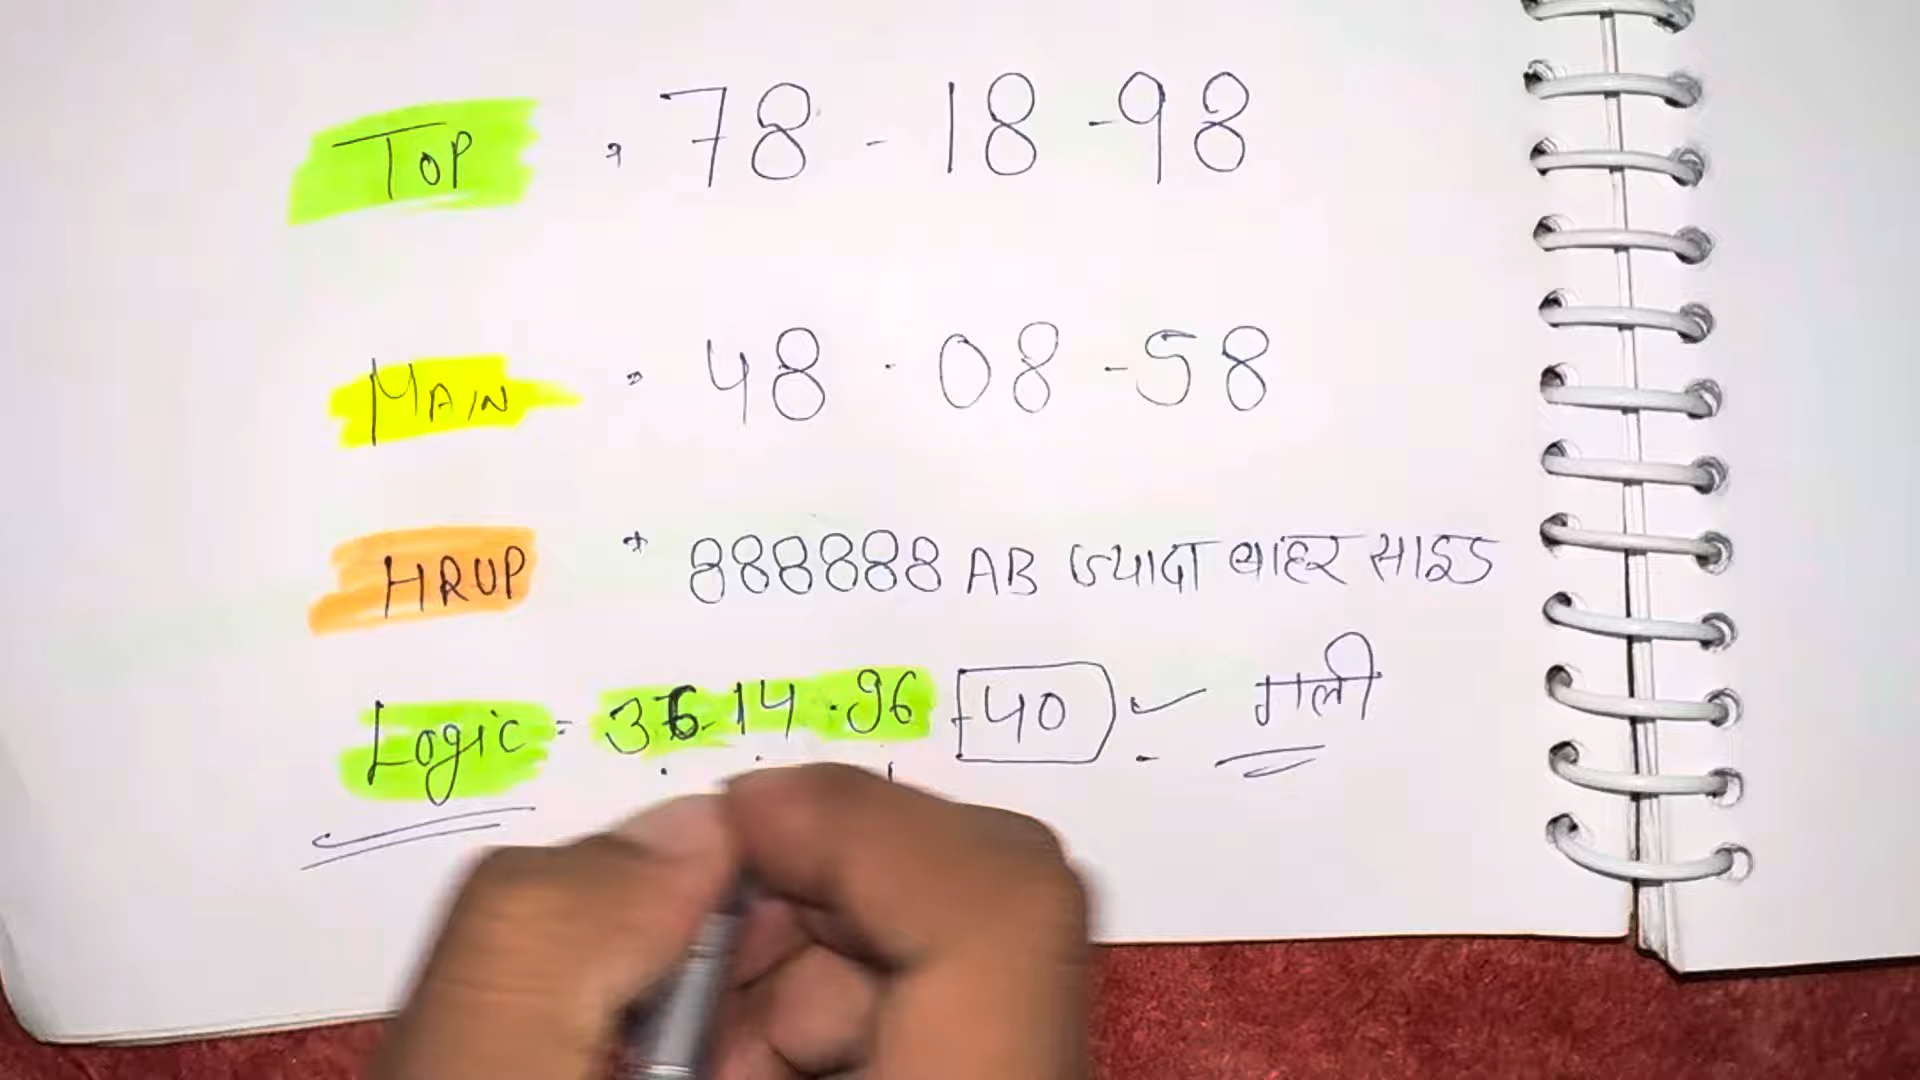 TOP " 78 - 18 - 98
MAIN " 48 - 08 - 58
HRUP " 888888 AB ज्यादा बाहर साइड
Logic = 36 - 14 - 96 - 40 ✓ गली